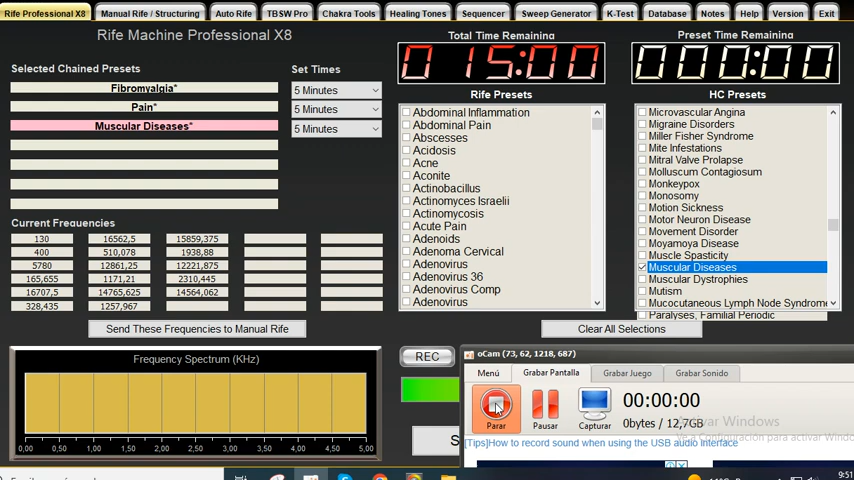 Rife Professional X8
Manual Rife / Structuring
Auto Rife
TBSW Pro
Chakra Tools
Healing Tones
Sequencer
Sweep Generator
K-Test
Database
Notes
Help
Version
Exit
Rife Machine Professional X8
Total Time Remaining
Preset Time Remaining
015:00
000:00
Selected Chained Presets
Set Times
Fibromyalgia*
5 Minutes
Pain*
5 Minutes
Muscular Diseases*
5 Minutes
Current Frequencies
130
16562,5
15859,375
400
510,078
1938,88
5780
12861,25
12221,875
165,655
1171,21
2310,445
16707,5
14765,625
14564,062
328,435
1257,967
Send These Frequencies to Manual Rife
Rife Presets
Abdominal Inflammation
Abdominal Pain
Abscesses
Acidosis
Acne
Aconite
Actinobacillus
Actinomyces Israelii
Actinomycosis
Acute Pain
Adenoids
Adenoma Cervical
Adenovirus
Adenovirus 36
Adenovirus Comp
Adenovirus
HC Presets
Microvascular Angina
Migraine Disorders
Miller Fisher Syndrome
Mite Infestations
Mitral Valve Prolapse
Molluscum Contagiosum
Monkeypox
Monosomy
Motion Sickness
Motor Neuron Disease
Movement Disorder
Moyamoya Disease
Muscle Spasticity
Muscular Diseases
Muscular Dystrophies
Mutism
Mucocutaneous Lymph Node Syndrome
Paralyses, Familial Periodic
Clear All Selections
Frequency Spectrum (KHz)
0,00
0,50
1,00
1,50
2,00
2,50
3,00
3,50
4,00
4,50
5,00
REC
S
oCam (73, 62, 1218, 687)
Menú
Grabar Pantalla
Grabar Juego
Grabar Sonido
Parar
Pausar
Capturar
00:00:00
0bytes / 12,7GB
Activar Windows
Ve a Configuración para activar Windo
[Tips]How to record sound when using the USB audio interface
9:51